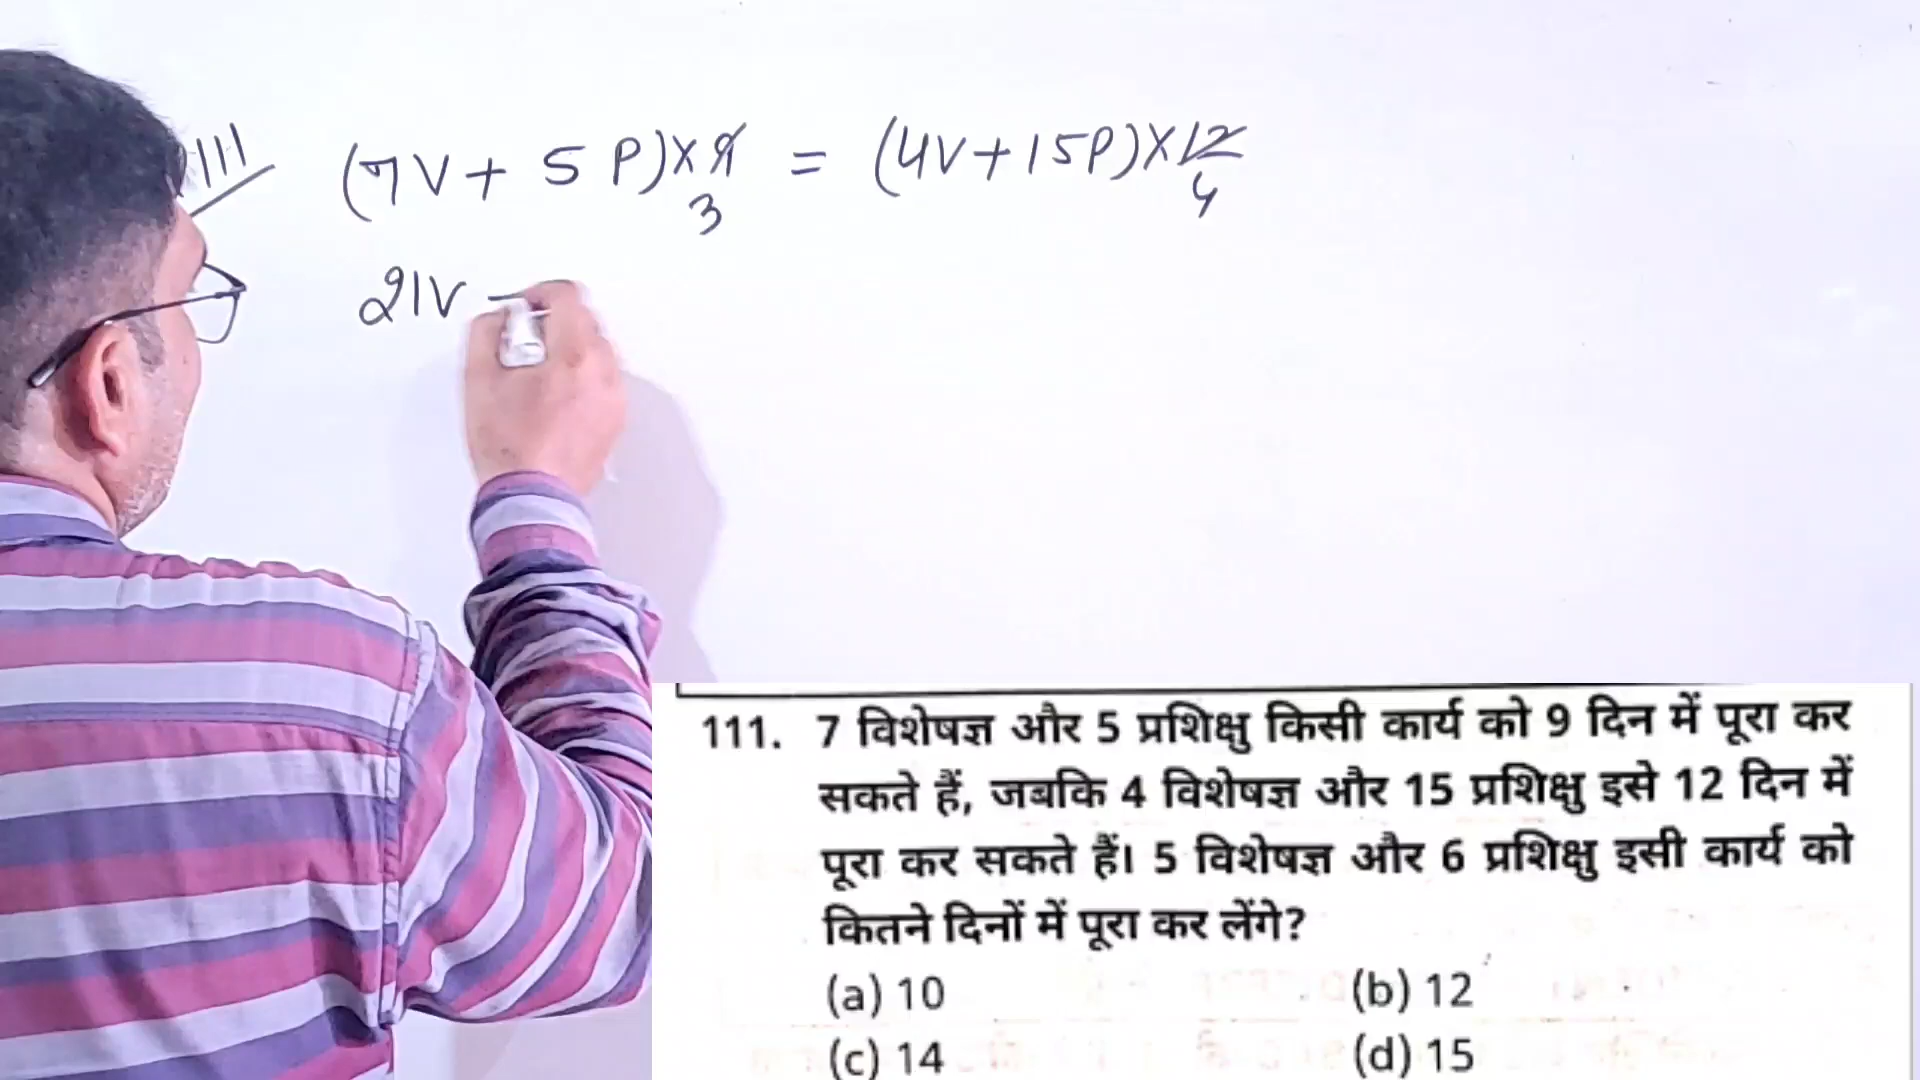 111
(7V + 5P)×9 = (4V+15P)×12
3 4
21V
111. 7 विशेषज्ञ और 5 प्रशिक्षु किसी कार्य को 9 दिन में पूरा कर
सकते हैं, जबकि 4 विशेषज्ञ और 15 प्रशिक्षु इसे 12 दिन में
पूरा कर सकते हैं। 5 विशेषज्ञ और 6 प्रशिक्षु इसी कार्य को
कितने दिनों में पूरा कर लेंगे?
(a) 10 (b) 12
(c) 14 (d) 15